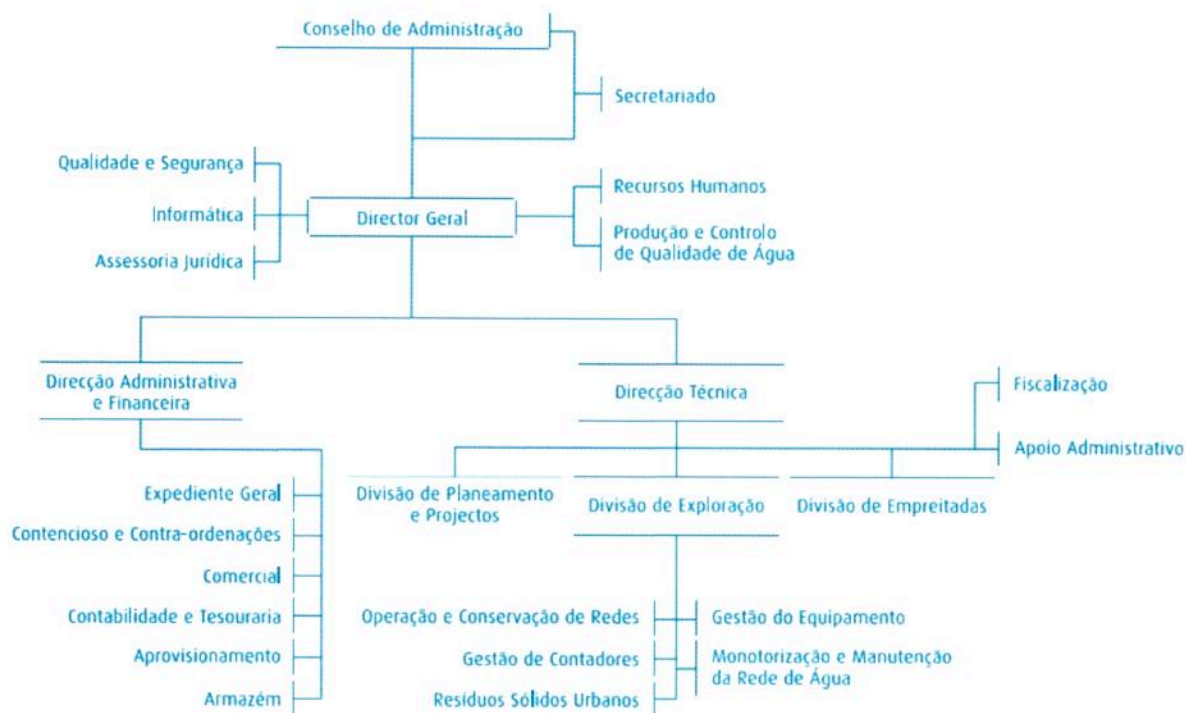 Conselho de Administração
Secretariado
Qualidade e Segurança
Informática
Assessoria Jurídica
Director Geral
Recursos Humanos
Produção e Controlo
de Qualidade de Água
Direcção Administrativa
e Financeira
Direcção Técnica
Fiscalização
Apoio Administrativo
Expediente Geral
Contencioso e Contra-ordenações
Comercial
Contabilidade e Tesouraria
Aprovisionamento
Armazém
Divisão de Planeamento
e Projectos
Divisão de Exploração
Divisão de Empreitadas
Operação e Conservação de Redes
Gestão de Contadores
Resíduos Sólidos Urbanos
Gestão do Equipamento
Monotorização e Manutenção
da Rede de Água